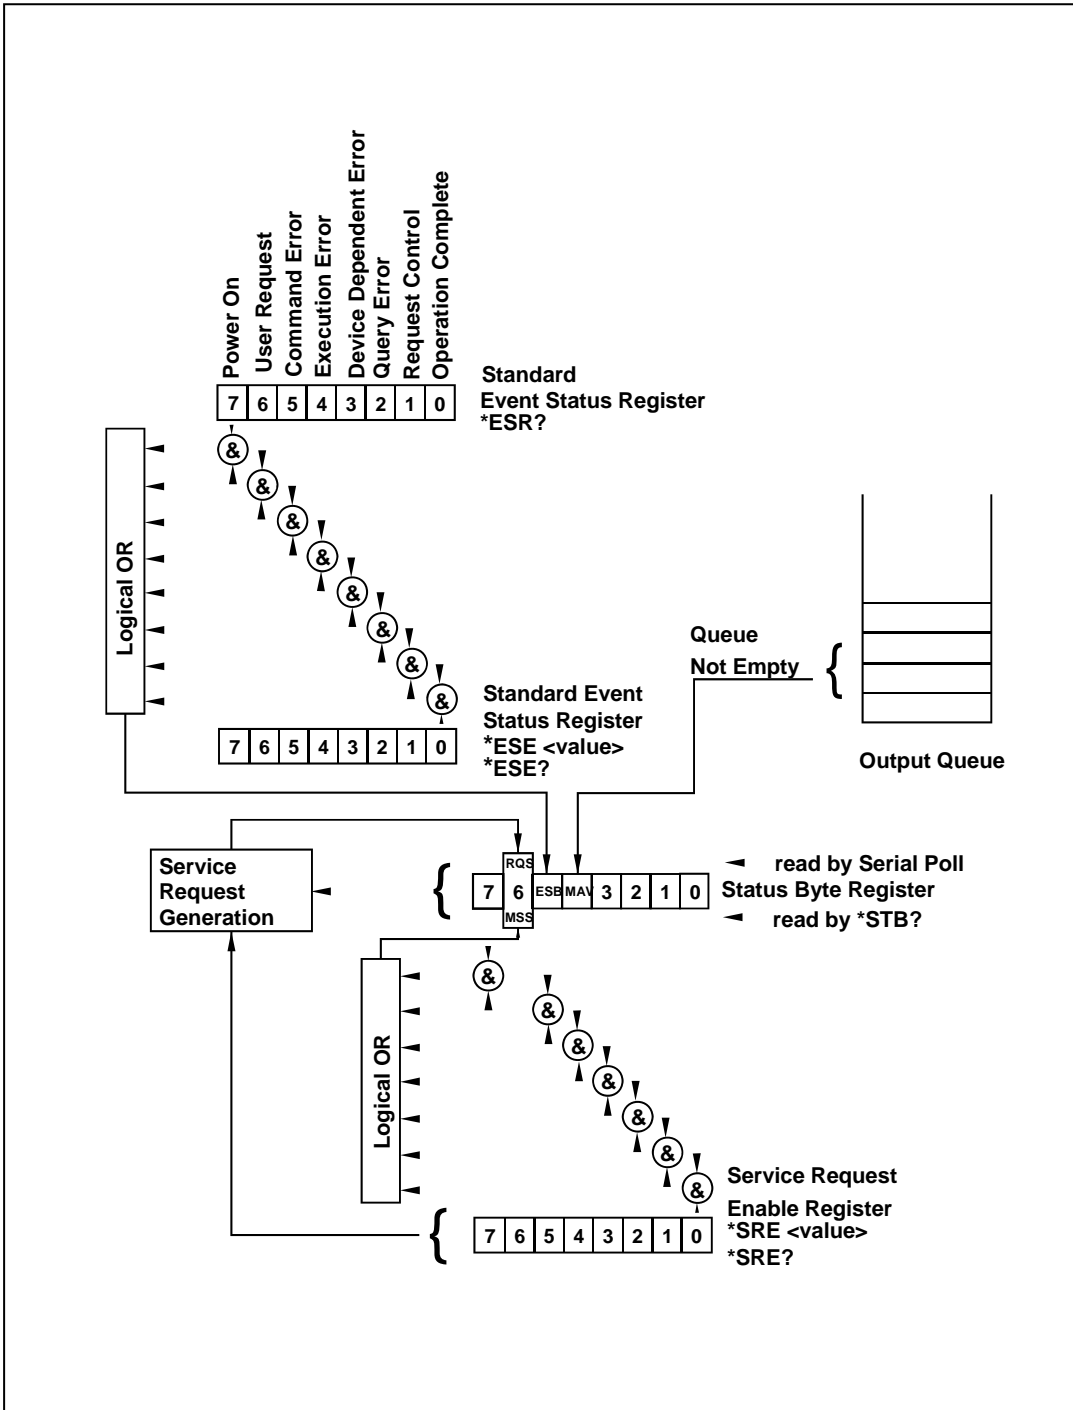 Power On
User Request
Command Error
Execution Error
Device Dependent Error
Query Error
Request Control
Operation Complete
7 6 5 4 3 2 1 0
Standard
Event Status Register
*ESR?
& & & & & & & &
Logical OR
Queue
Not Empty
{
Output Queue
Standard Event
Status Register
*ESE <value>
*ESE?
7 6 5 4 3 2 1 0
Service
Request
Generation
{
RQS
7 6 ESB MAV 3 2 1 0
MSS
read by Serial Poll
Status Byte Register
read by *STB?
& & & & & & &
Logical OR
Service Request
Enable Register
*SRE <value>
*SRE?
{
7 6 5 4 3 2 1 0